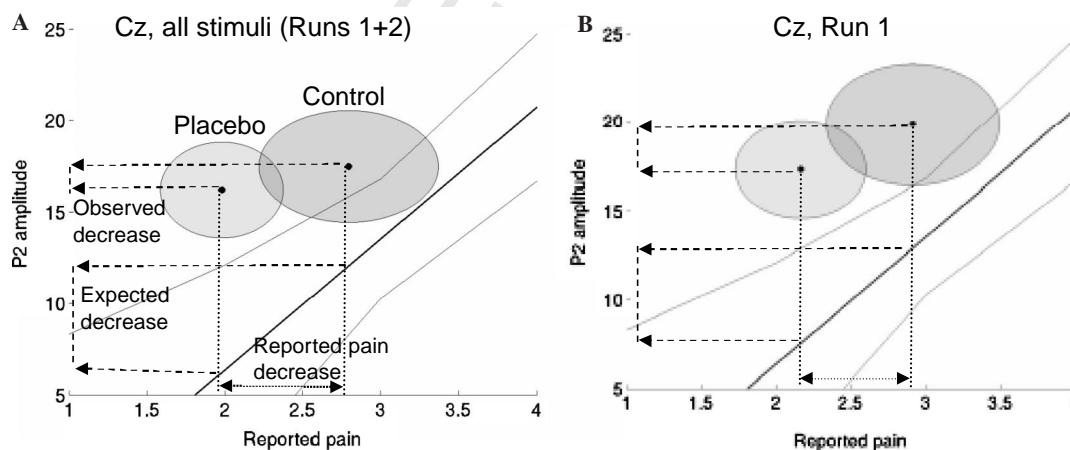 A Cz, all stimuli (Runs 1+2)
25
20
15
10
5
P2 amplitude
Control
Placebo
Observed
decrease
Expected
decrease
Reported pain
decrease
1 1.5 2 2.5 3 3.5 4
Reported pain
B Cz, Run 1
25
20
15
10
5
P2 amplitude
1 1.5 2 2.5 3 3.5
Reported pain